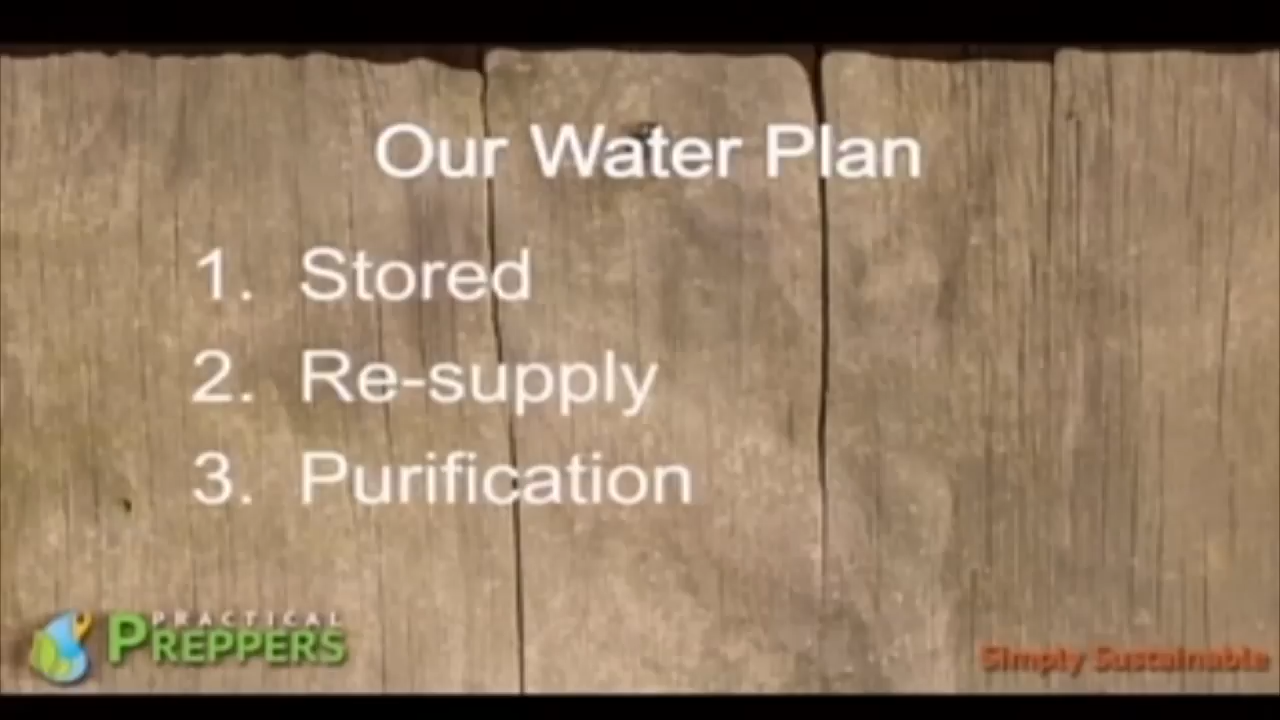 Our Water Plan
1. Stored
2. Re-supply
3. Purification
PRACTICAL
PREPPERS
Simply Sustainable